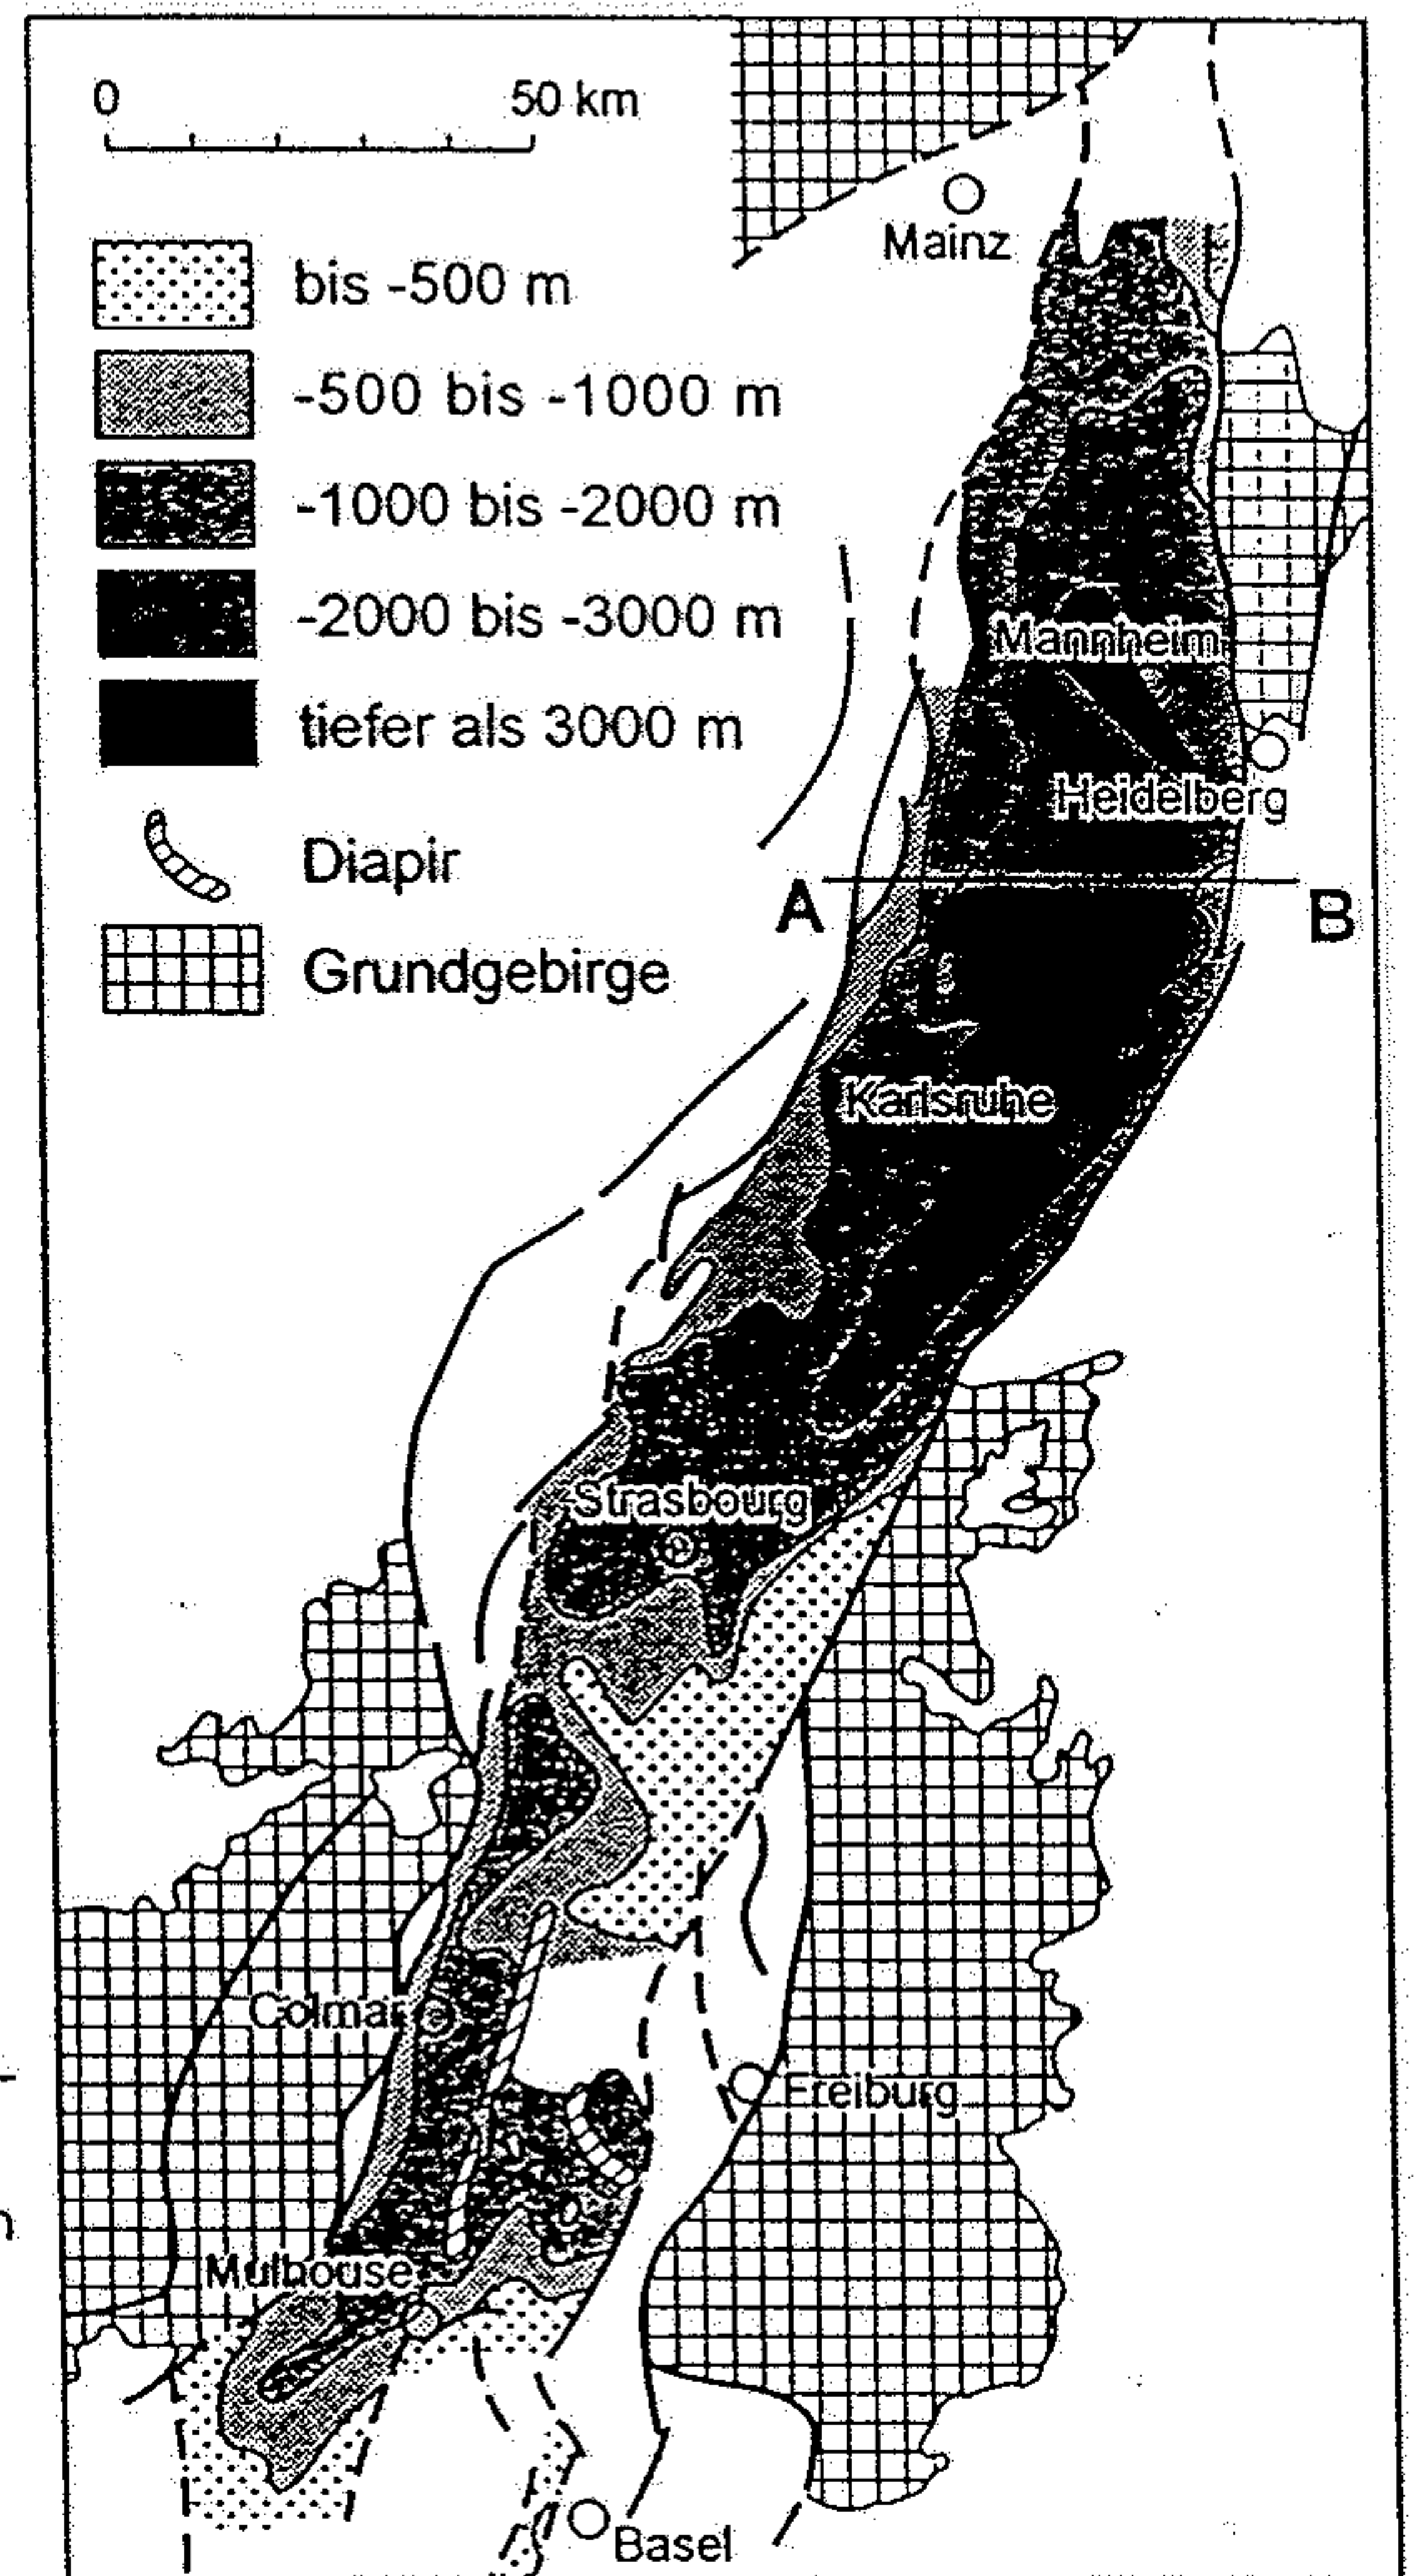 0 50 km
bis -500 m
-500 bis -1000 m
-1000 bis -2000 m
-2000 bis -3000 m
tiefer als 3000 m
Diapir
Grundgebirge
Mainz
Mannheim
Heidelberg
A B
Karlsruhe
Strasbourg
Colmar
Freiburg
Mulhouse
Basel